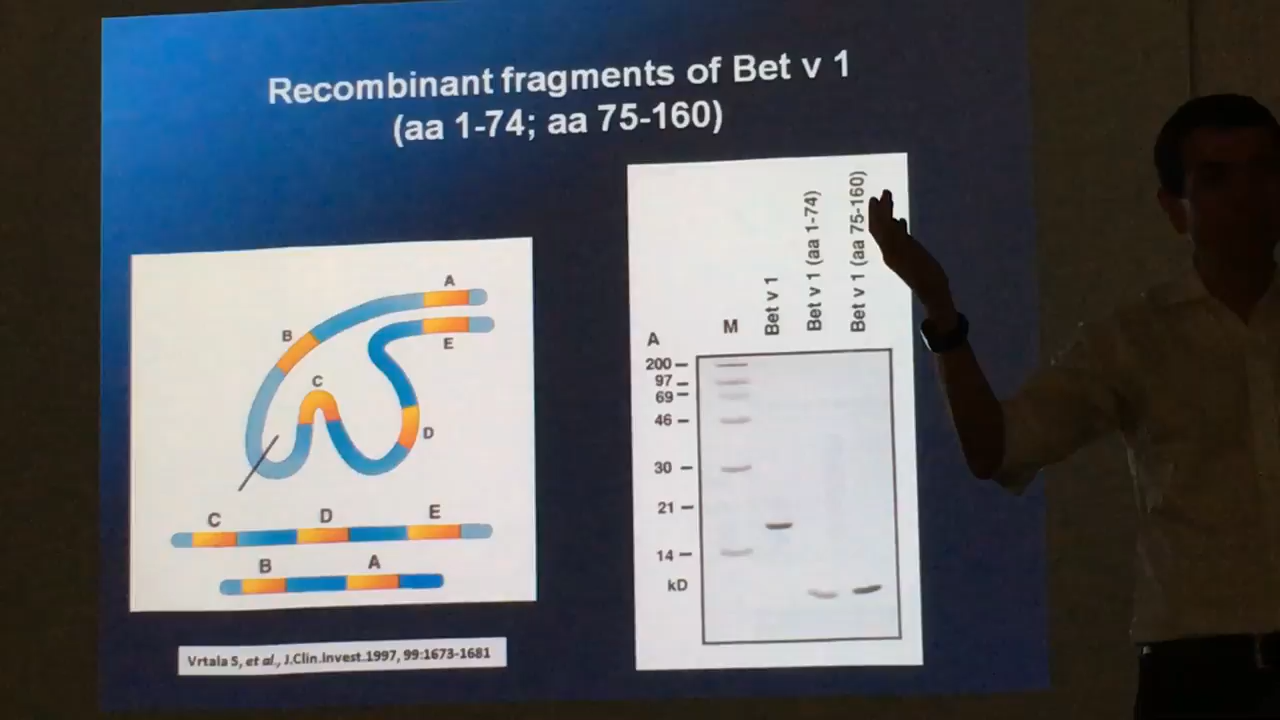 Recombinant fragments of Bet v 1
(aa 1-74; aa 75-160)
A
B
E
C
D
C D E
B A
Vrtala S, et al., J.Clin.Invest.1997, 99:1673-1681
A
M
Bet v 1
Bet v 1 (aa 1-74)
Bet v 1 (aa 75-160)
200
97
69
46
30
21
14
kD